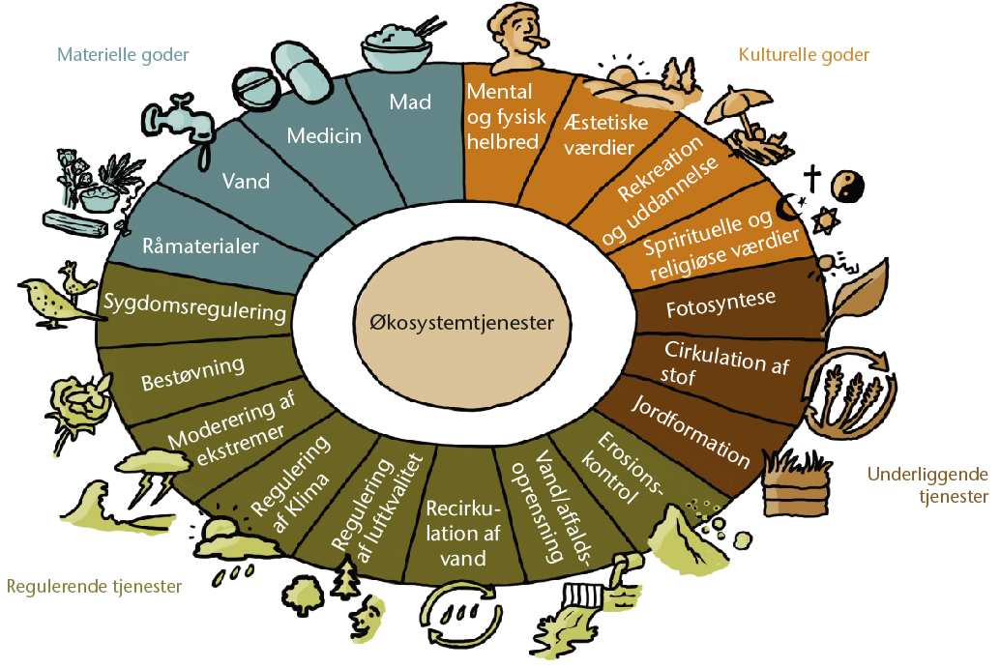 Materielle goder
Kulturelle goder
Mad
Medicin
Vand
Råmaterialer
Mental
og fysisk
helbred
Æstetiske
værdier
Rekreation
og uddannelse
Sprirituelle og
religiøse værdier
Fotosyntese
Cirkulation af
stof
Jordformation
Underliggende
tjenester
Erosions-
kontrol
Vand/affalds-
oprensning
Recirku-
lation af
vand
Regulering
af luftkvalitet
Regulering
af Klima
Moderering af
ekstremer
Bestøvning
Sygdomsregulering
Regulerende tjenester
Økosystemtjenester